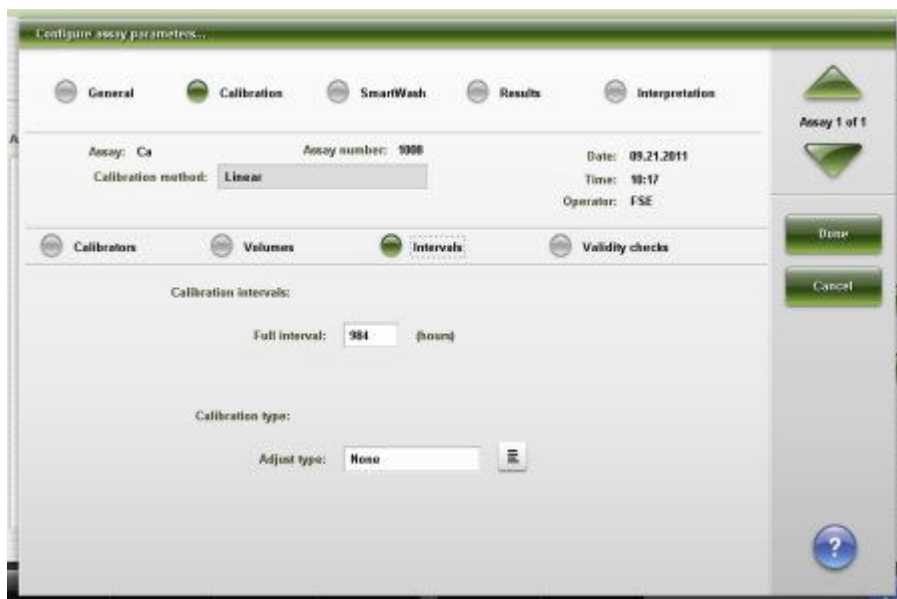 Configure assay parameters...
General Calibration SmartWash Results Interpretation
Assay 1 of 1
Assay: Ca Assay number: 1008 Date: 09.21.2011
Calibration method: Linear Time: 10:17
Operator: FSE
Calibrators Volumes Intervals Validity checks
Done
Cancel
Calibration intervals:
Full interval: 984 (hours)
Calibration type:
Adjust type: None
?